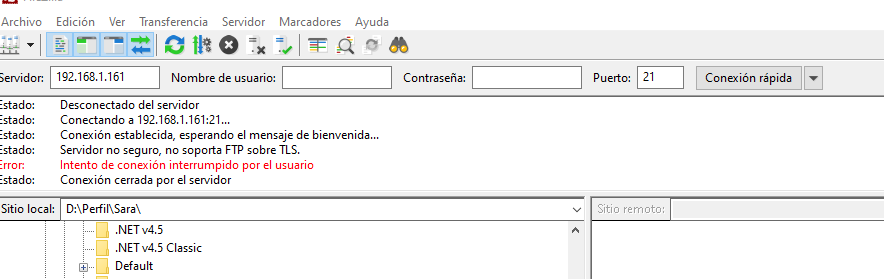 Archivo Edición Ver Transferencia Servidor Marcadores Ayuda
Servidor: 192.168.1.161 Nombre de usuario: Contraseña: Puerto: 21 Conexión rápida
Estado: Desconectado del servidor
Estado: Conectando a 192.168.1.161:21...
Estado: Conexión establecida, esperando el mensaje de bienvenida...
Estado: Servidor no seguro, no soporta FTP sobre TLS.
Error: Intento de conexión interrumpido por el usuario
Estado: Conexión cerrada por el servidor
Sitio local: D:\Perfil\Sara\ Sitio remoto:
.NET v4.5
.NET v4.5 Classic
Default